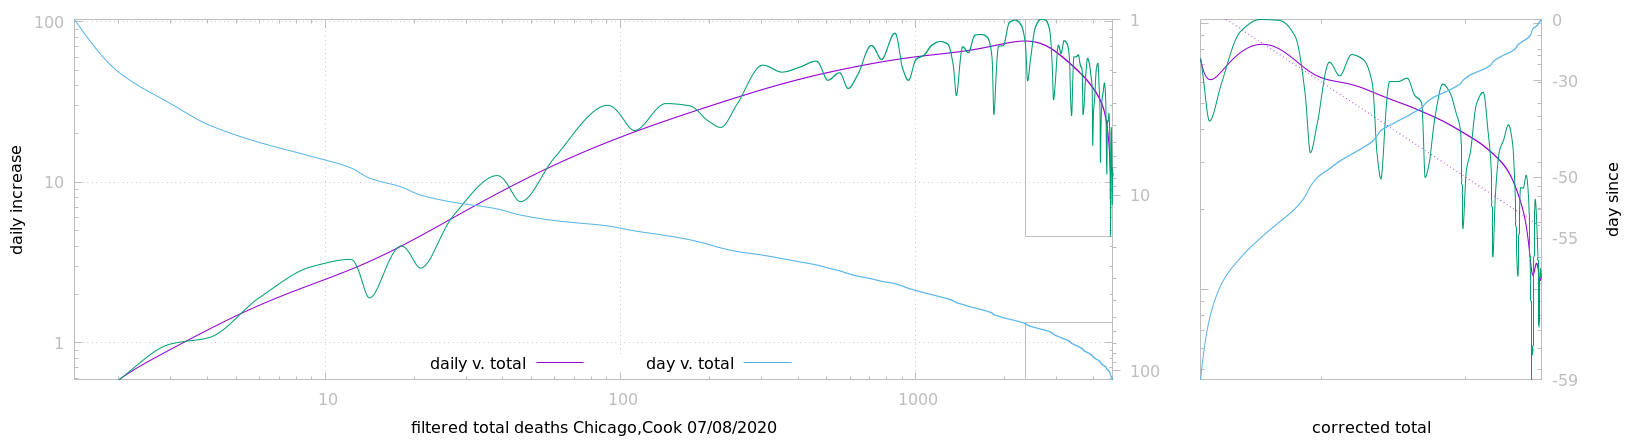 100
10
1
daily increase
10
100
1000
filtered total deaths Chicago,Cook 07/08/2020
daily v. total
day v. total
1
10
100
0
-30
-50
-55
-59
day since
corrected total